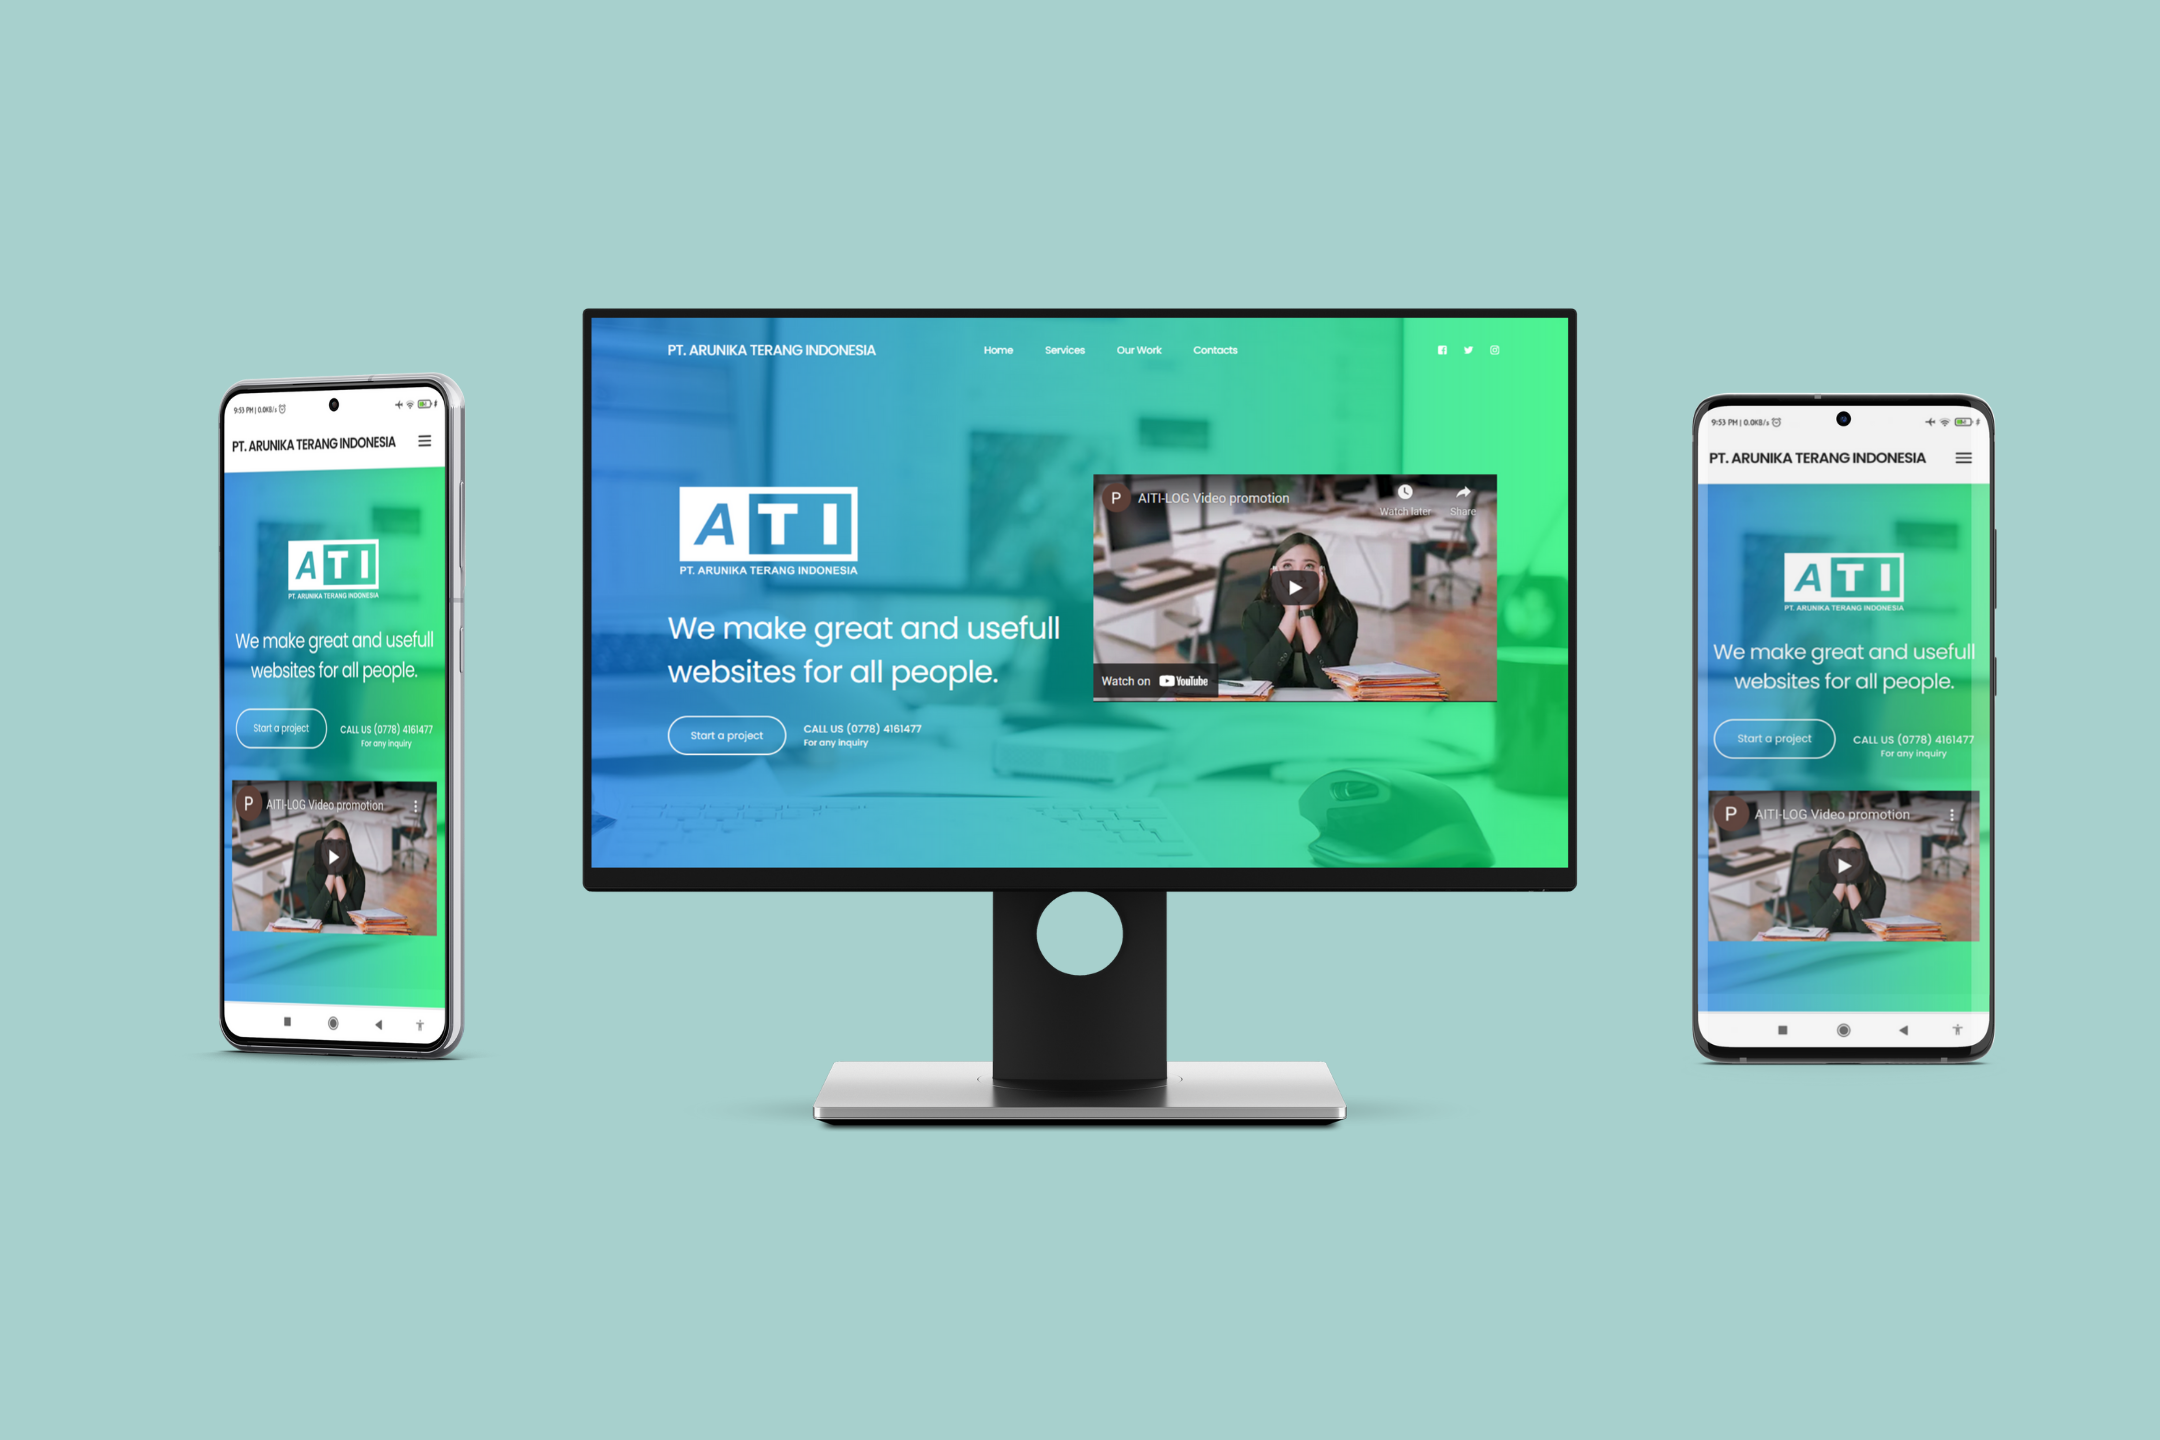 9:53 PM | 0.0KB/s
PT. ARUNIKA TERANG INDONESIA
ATI
PT. ARUNIKA TERANG INDONESIA
We make great and usefull
websites for all people.
Start a project
CALL US (0778) 4161477
For any inquiry
P AITI-LOG Video promotion
PT. ARUNIKA TERANG INDONESIA
Home Services Our Work Contacts
ATI
PT. ARUNIKA TERANG INDONESIA
We make great and usefull
websites for all people.
Start a project
CALL US (0778) 4161477
For any inquiry
P AITI-LOG Video promotion
Watch later Share
Watch on YouTube
9:53 PM | 0.0KB/s
PT. ARUNIKA TERANG INDONESIA
ATI
PT. ARUNIKA TERANG INDONESIA
We make great and usefull
websites for all people.
Start a project
CALL US (0778) 4161477
For any inquiry
P AITI-LOG Video promotion